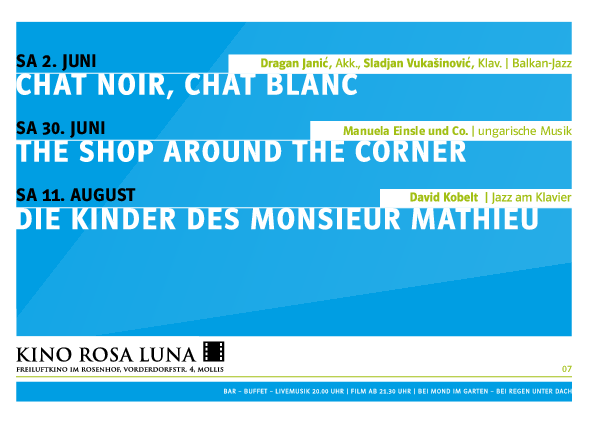 SA 2. JUNI
Dragan Janić, Akk., Sladjan Vukašinović, Klav. | Balkan-Jazz
CHAT NOIR, CHAT BLANC
SA 30. JUNI
Manuela Einsle und Co. | ungarische Musik
THE SHOP AROUND THE CORNER
SA 11. AUGUST
David Kobelt | Jazz am Klavier
DIE KINDER DES MONSIEUR MATHIEU
KINO ROSA LUNA
FREILUFTKINO IM ROSENHOF, VORDERDORFSTR. 4, MOLLIS
07
BAR – BUFFET – LIVEMUSIK 20.00 UHR | FILM AB 21.30 UHR | BEI MOND IM GARTEN – BEI REGEN UNTER DACH